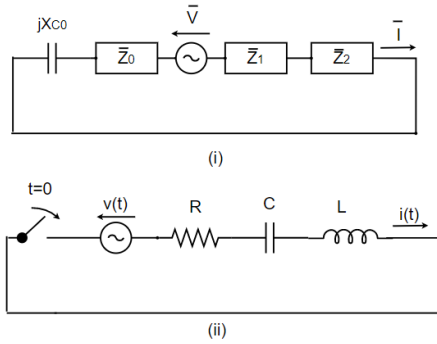 jXC0 Z̅0 V̅ Z̅1 Z̅2 I̅
(i)
t=0 v(t) R C L i(t)
(ii)